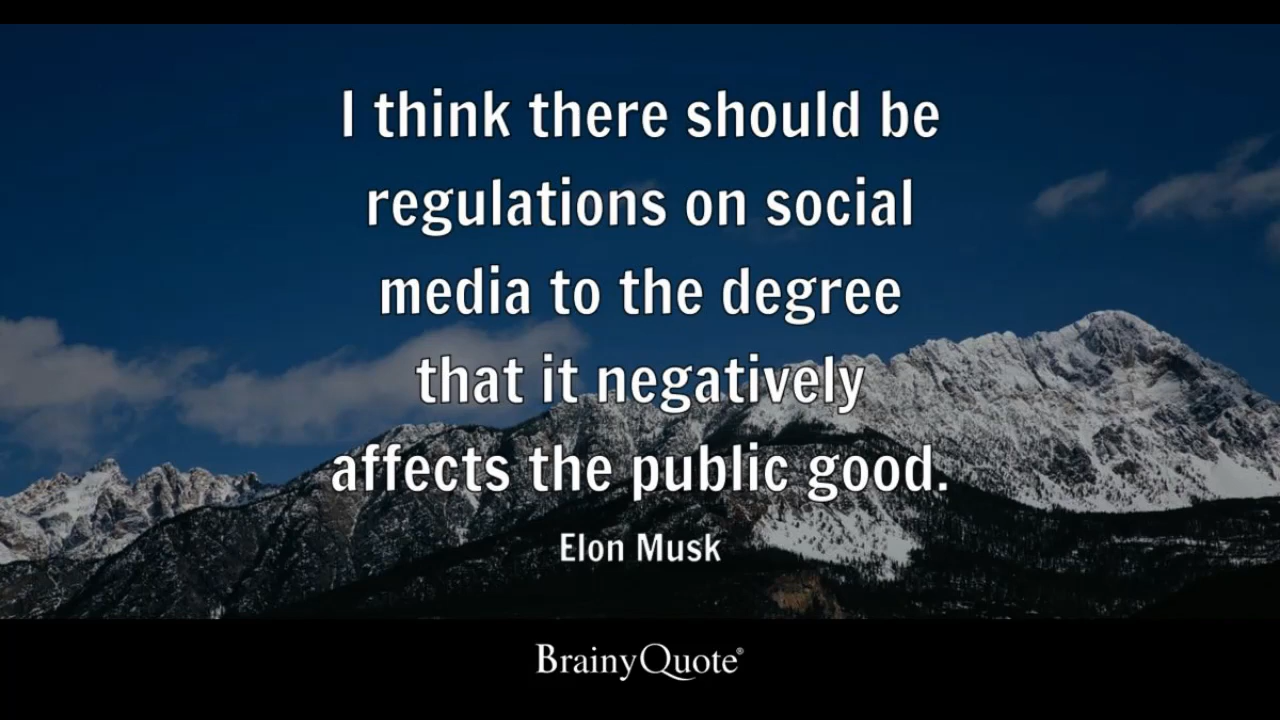 I think there should be
regulations on social
media to the degree
that it negatively
affects the public good.
Elon Musk
BrainyQuote®